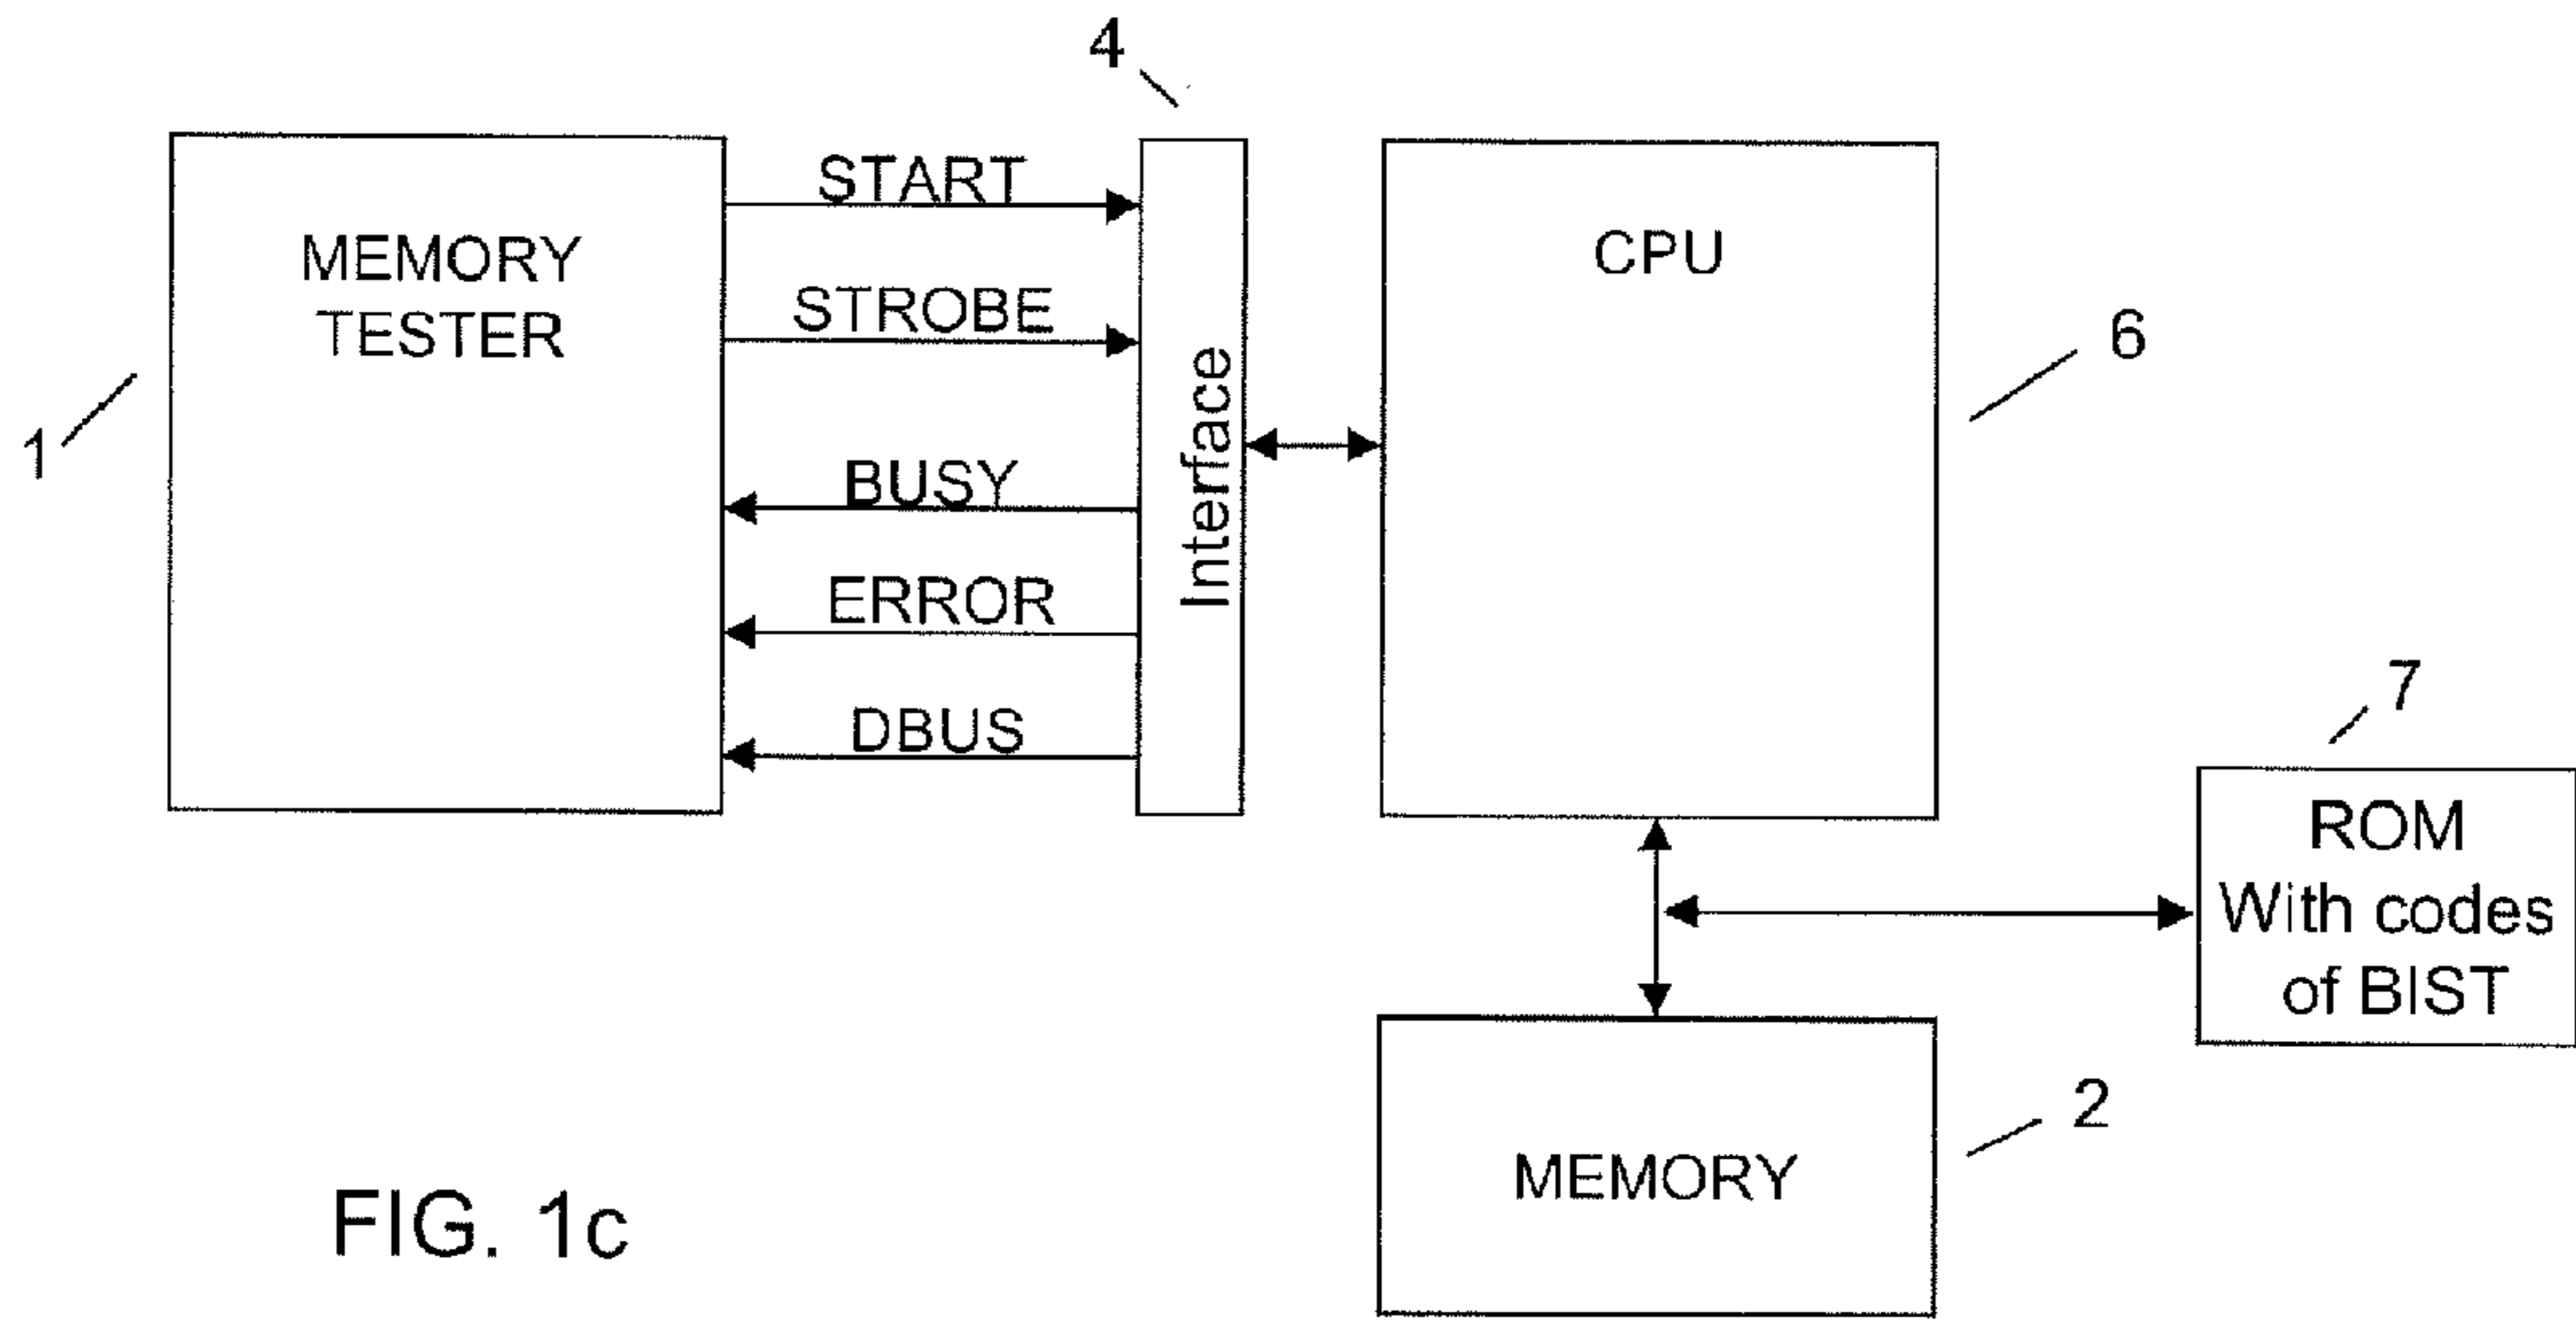 4
START
MEMORY
TESTER
CPU
STROBE
6
1
Interface
BUSY
ERROR
7
DBUS
ROM
With codes
of BIST
2
MEMORY
FIG. 1c